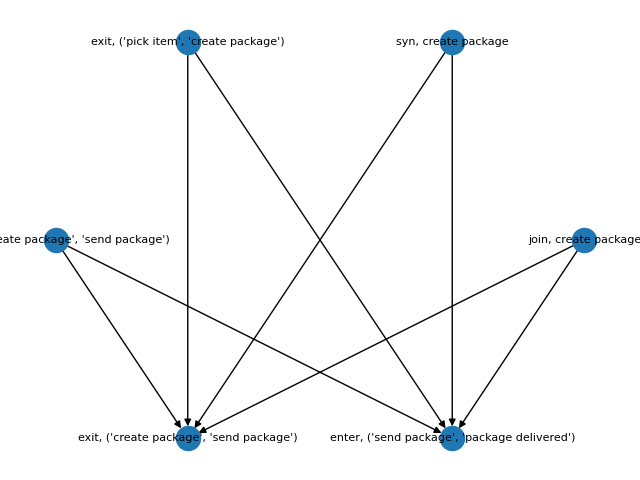 exit, ('pick item', 'create package')
syn, create package
eate package', 'send package')
join, create package
exit, ('create package', 'send package')
enter, ('send package', 'package delivered')